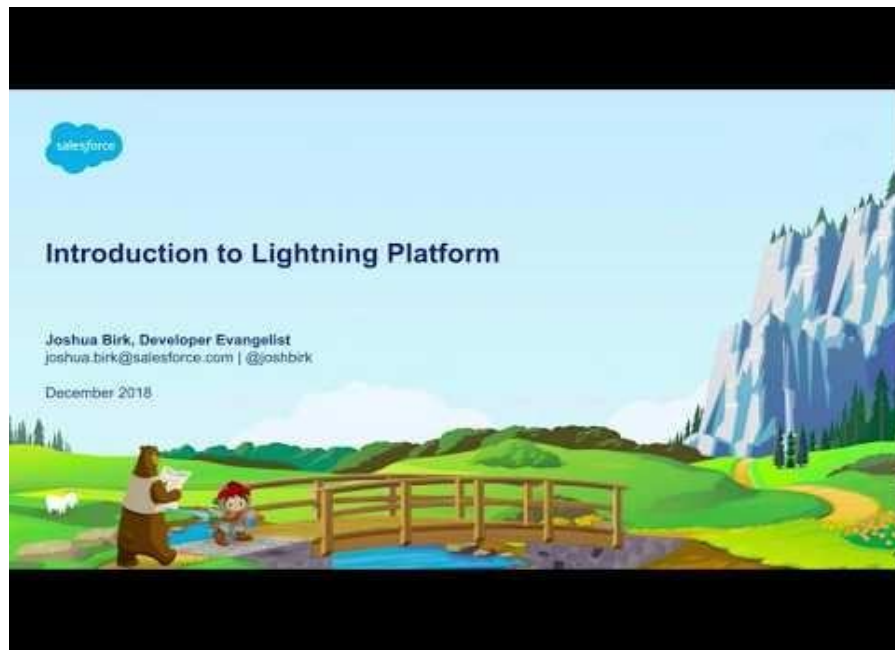 salesforce
Introduction to Lightning Platform
Joshua Birk, Developer Evangelist
joshua.birk@salesforce.com | @joshbirk
December 2018